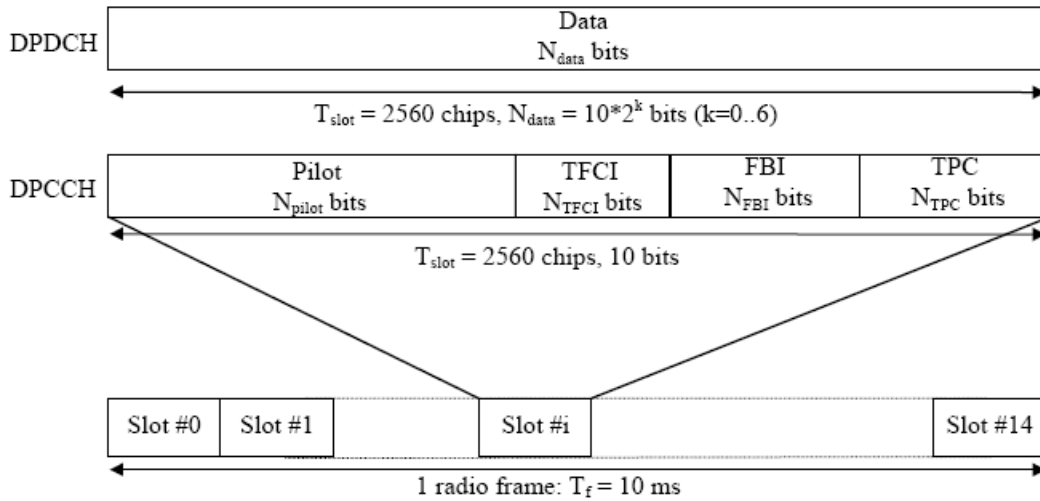 DPDCH
Data
N_data bits
T_slot = 2560 chips, N_data = 10*2^k bits (k=0..6)
DPCCH
Pilot
N_pilot bits
TFCI
N_TFCI bits
FBI
N_FBI bits
TPC
N_TPC bits
T_slot = 2560 chips, 10 bits
Slot #0
Slot #1
Slot #i
Slot #14
1 radio frame: T_f = 10 ms